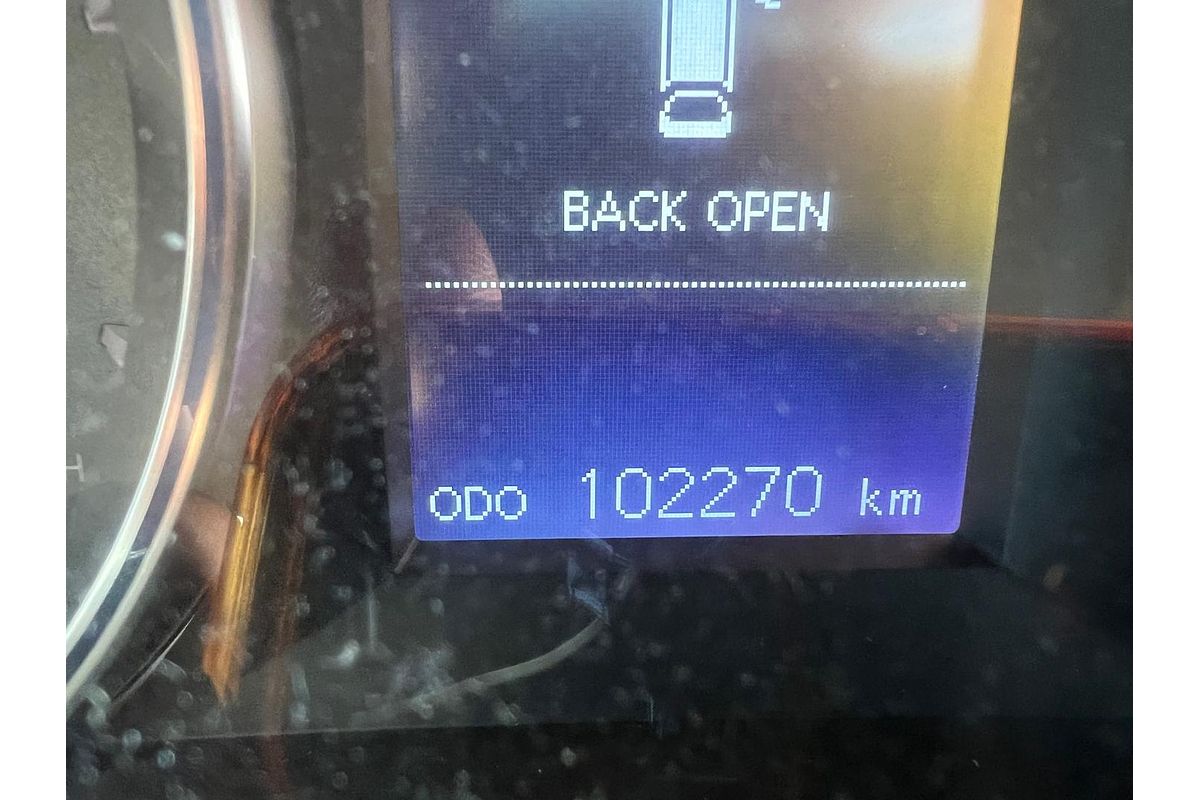 BACK OPEN
ODO 102270 km